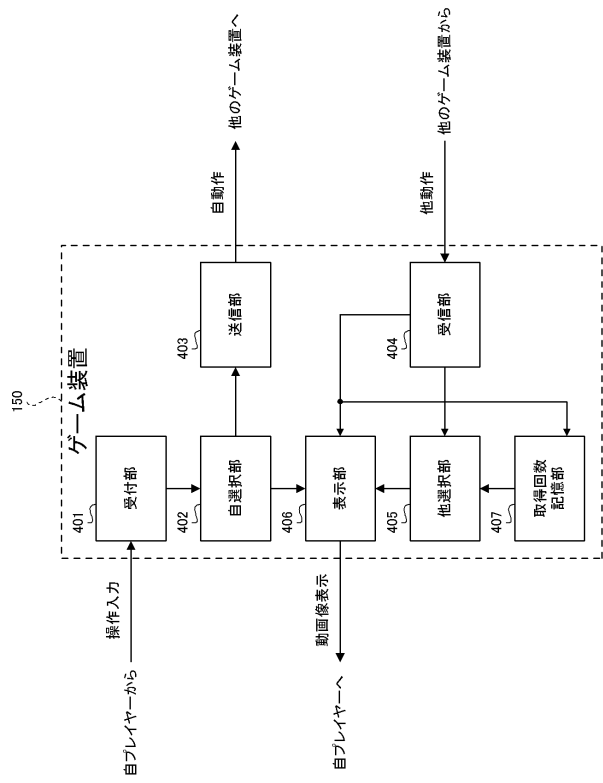 150
ゲーム装置
自プレイヤーから
操作入力
401
受付部
402
自選択部
403
送信部
自動作
他のゲーム装置へ
自プレイヤーへ
動画像表示
406
表示部
405
他選択部
404
受信部
他動作
他のゲーム装置から
407
取得回数
記憶部